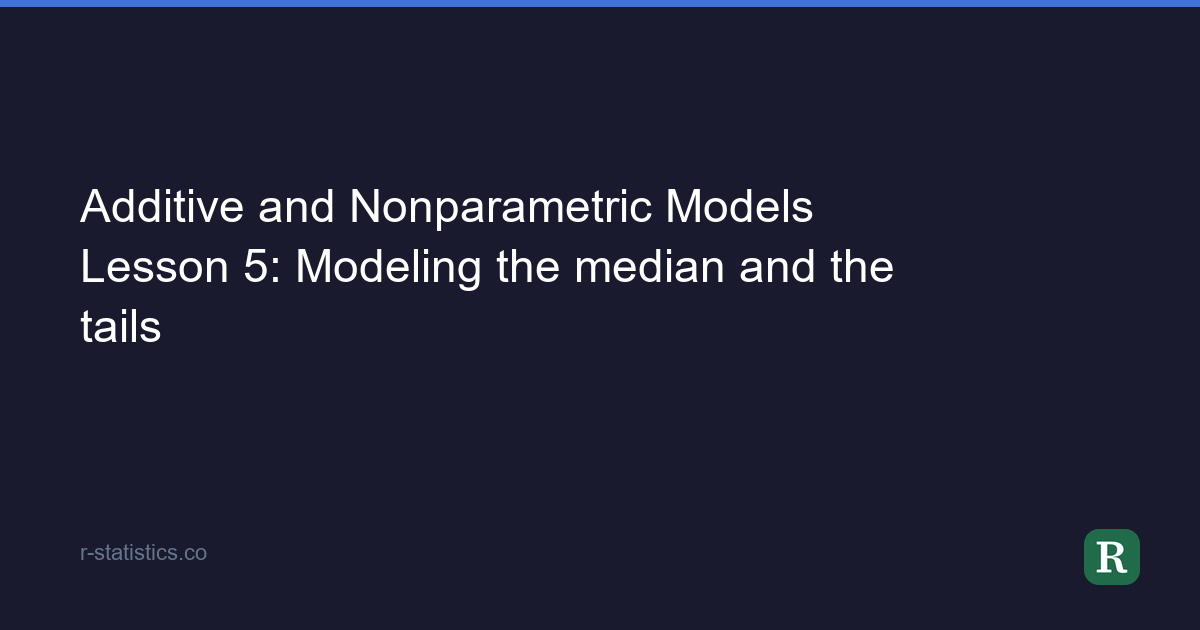 Additive and Nonparametric Models
Lesson 5: Modeling the median and the
tails
r-statistics.co
R